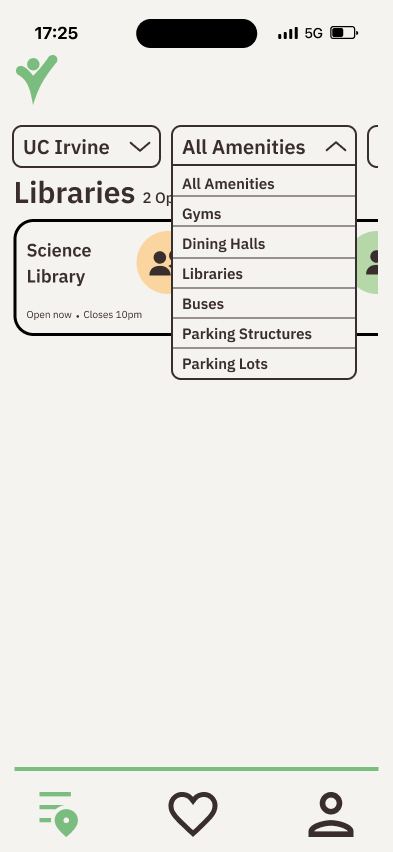 17:25
5G
UC Irvine
All Amenities
Libraries
2 Op
All Amenities
Gyms
Dining Halls
Libraries
Buses
Parking Structures
Parking Lots
Science
Library
Open now • Closes 10pm